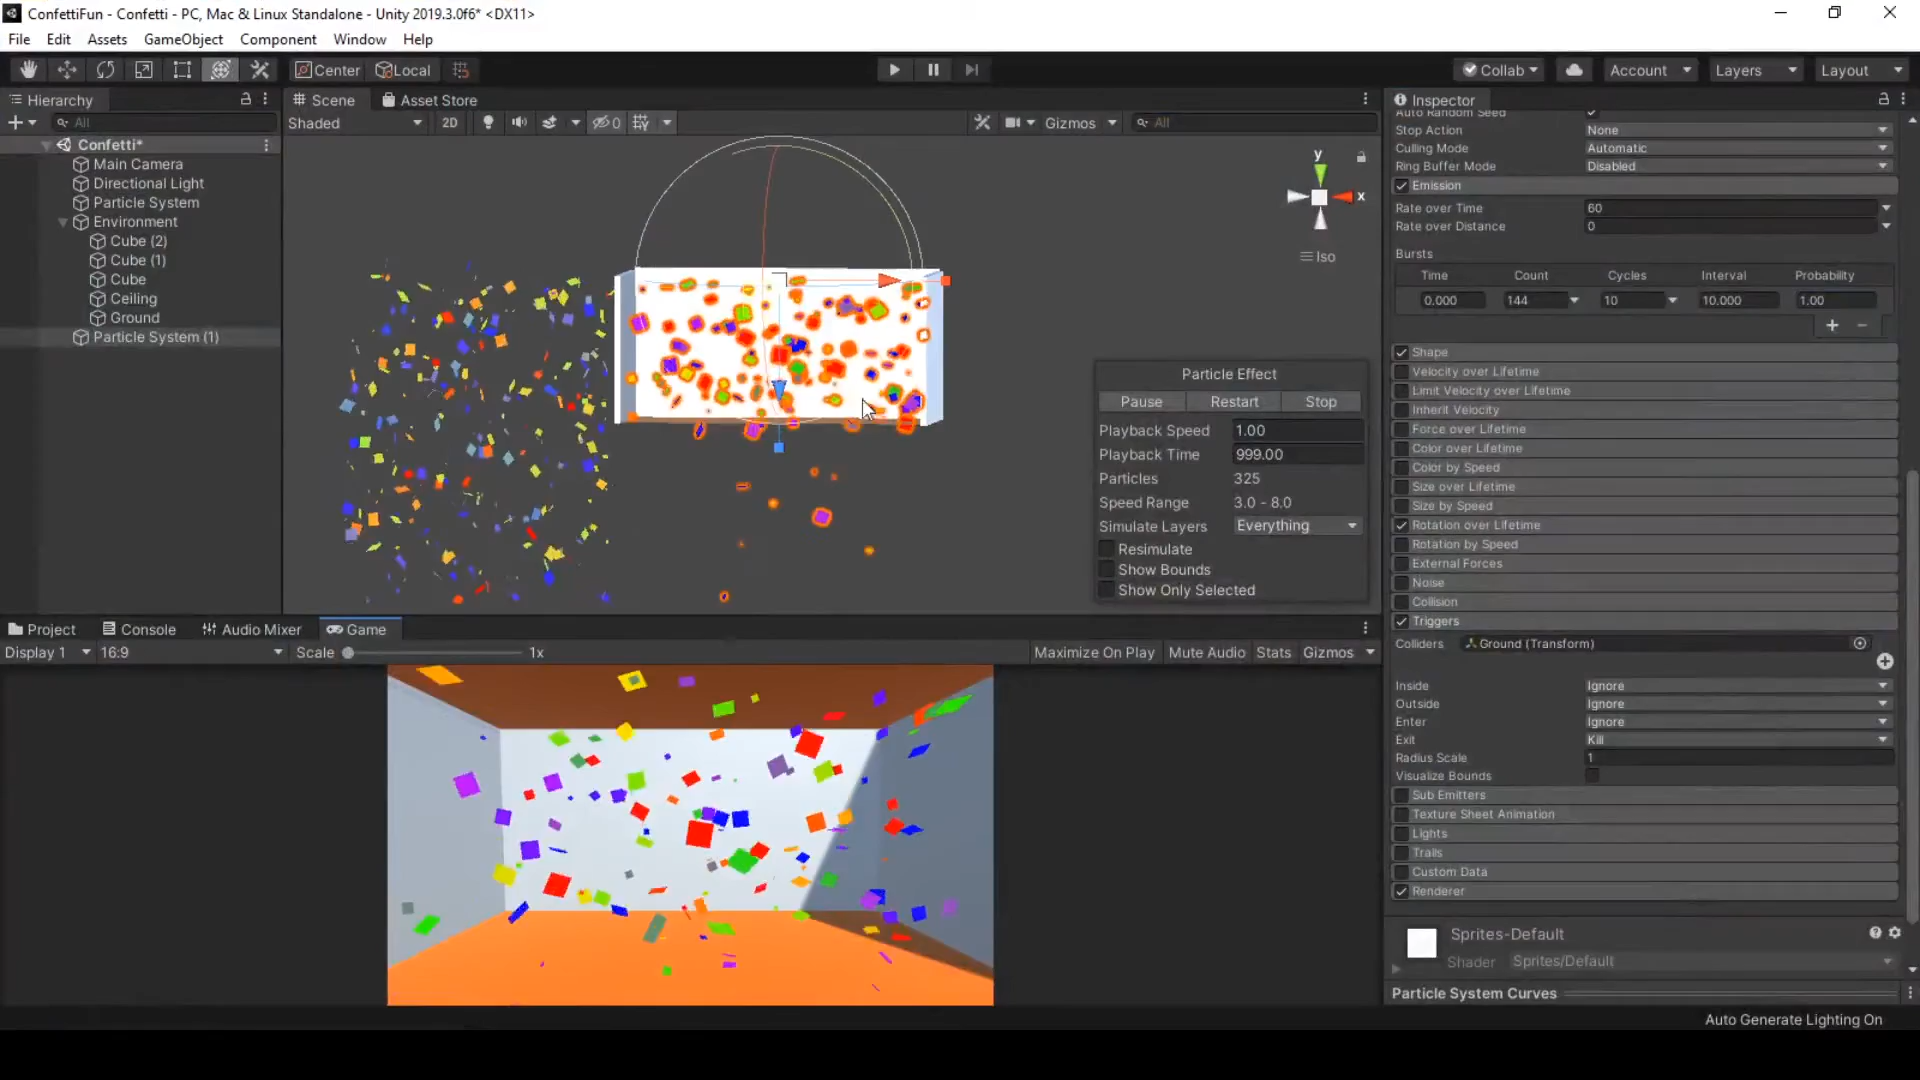 ConfettiFun - Confetti - PC, Mac & Linux Standalone - Unity 2019.3.0f6* <DX11>
File Edit Assets GameObject Component Window Help
Center Local Collab Account Layers Layout
Hierarchy
All
Confetti*
Main Camera
Directional Light
Particle System
Environment
Cube (2)
Cube (1)
Cube
Ceiling
Ground
Particle System (1)
Scene Asset Store
Shaded 2D 0 Gizmos All
y
x
Iso
Particle Effect
Pause Restart Stop
Playback Speed 1.00
Playback Time 999.00
Particles 325
Speed Range 3.0 - 8.0
Simulate Layers Everything
Resimulate
Show Bounds
Show Only Selected
Project Console Audio Mixer Game
Display 1 16:9 Scale 1x Maximize On Play Mute Audio Stats Gizmos
Inspector
Auto Random Seed
Stop Action None
Culling Mode Automatic
Ring Buffer Mode Disabled
Emission
Rate over Time 60
Rate over Distance 0
Bursts
Time Count Cycles Interval Probability
0.000 144 10 10.000 1.00
Shape
Velocity over Lifetime
Limit Velocity over Lifetime
Inherit Velocity
Force over Lifetime
Color over Lifetime
Color by Speed
Size over Lifetime
Size by Speed
Rotation over Lifetime
Rotation by Speed
External Forces
Noise
Collision
Triggers
Colliders Ground (Transform)
Inside Ignore
Outside Ignore
Enter Ignore
Exit Kill
Radius Scale 1
Visualize Bounds
Sub Emitters
Texture Sheet Animation
Lights
Trails
Custom Data
Renderer
Sprites-Default
Shader Sprites/Default
Particle System Curves
Auto Generate Lighting On